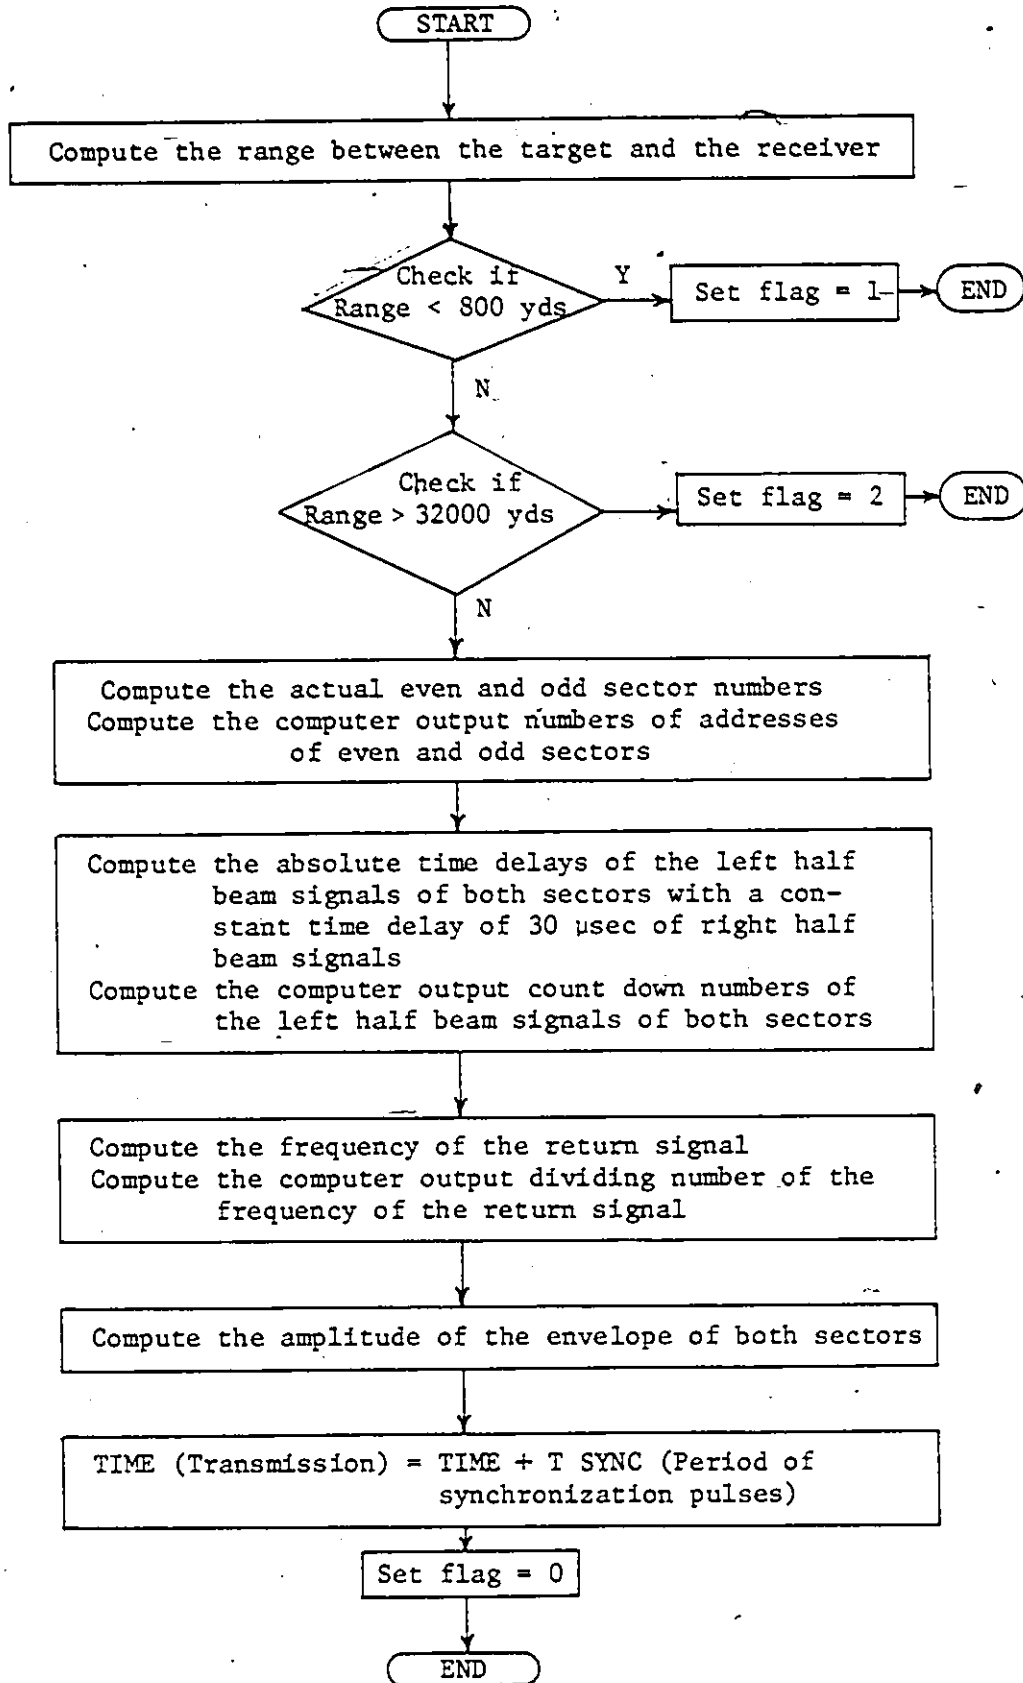 START
Compute the range between the target and the receiver
Check if
Range < 800 yds
Y
Set flag = 1
END
N
Check if
Range > 32000 yds
Set flag = 2
END
N
Compute the actual even and odd sector numbers
Compute the computer output numbers of addresses
of even and odd sectors
Compute the absolute time delays of the left half
beam signals of both sectors with a con-
stant time delay of 30 µsec of right half
beam signals
Compute the computer output count down numbers of
the left half beam signals of both sectors
Compute the frequency of the return signal
Compute the computer output dividing number of the
frequency of the return signal
Compute the amplitude of the envelope of both sectors
TIME (Transmission) = TIME + T SYNC (Period of
synchronization pulses)
Set flag = 0
END